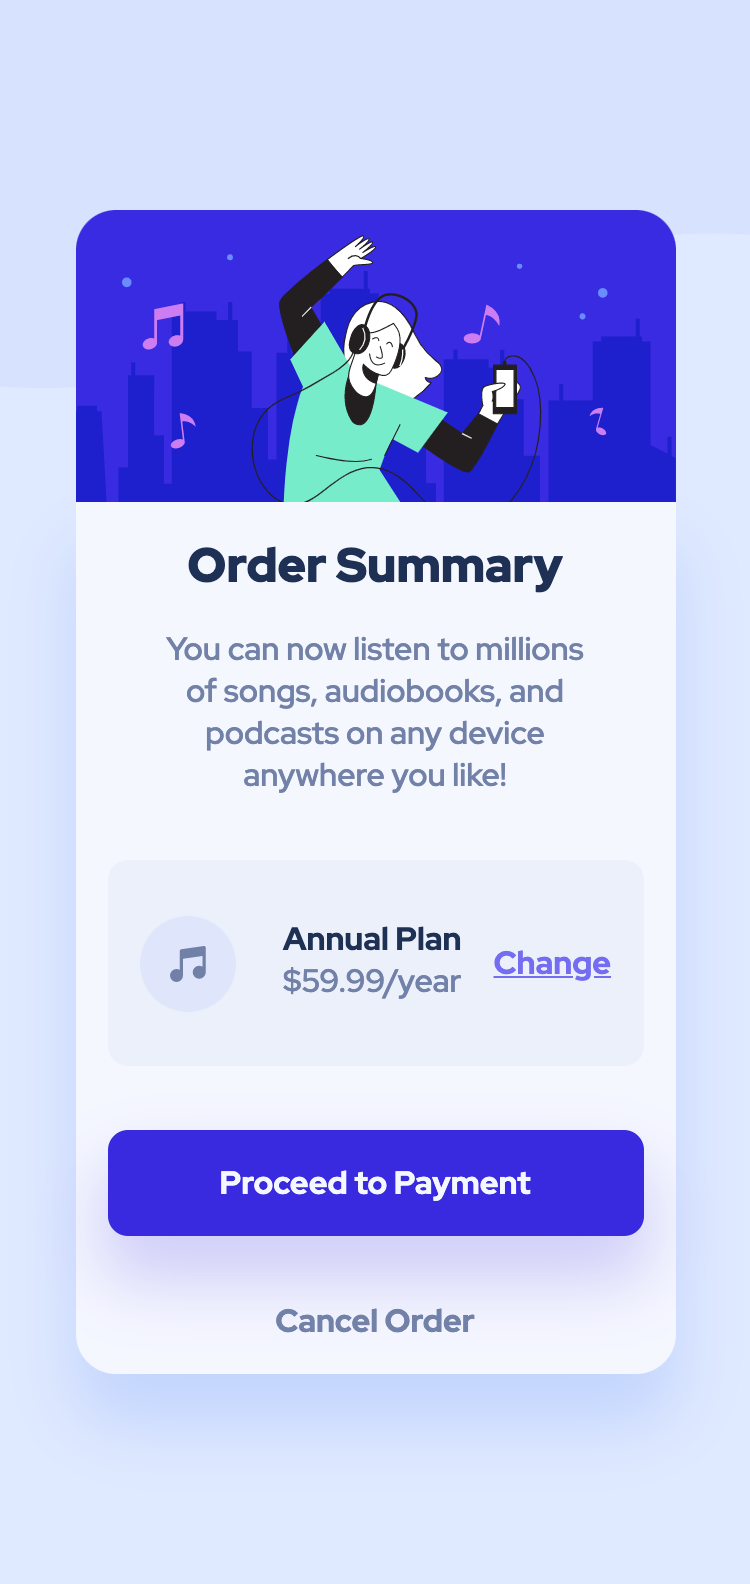 Order Summary
You can now listen to millions
of songs, audiobooks, and
podcasts on any device
anywhere you like!
Annual Plan
$59.99/year
Change
Proceed to Payment
Cancel Order